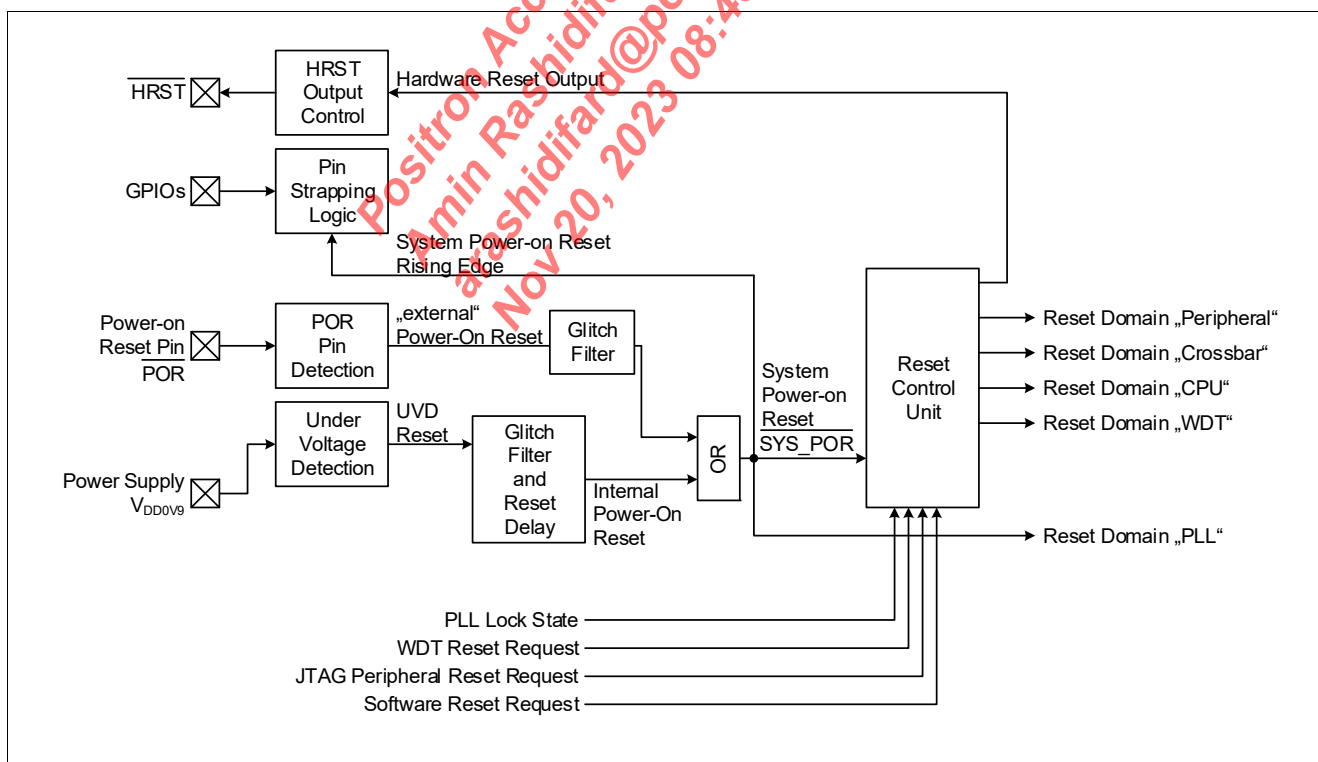 HRST
HRST
Output
Control
Hardware Reset Output
GPIOs
Pin
Strapping
Logic
System Power-on Reset
Rising Edge
Power-on
Reset Pin
POR
POR
Pin
Detection
„external“
Power-On Reset
Glitch
Filter
Power Supply
VDD0V9
Under
Voltage
Detection
UVD
Reset
Glitch
Filter
and
Reset
Delay
Internal
Power-On
Reset
OR
System
Power-on
Reset
SYS_POR
Reset
Control
Unit
Reset Domain „Peripheral“
Reset Domain „Crossbar“
Reset Domain „CPU“
Reset Domain „WDT“
Reset Domain „PLL“
PLL Lock State
WDT Reset Request
JTAG Peripheral Reset Request
Software Reset Request
Positron Acc
Amin Rashidif
arashidifard@po
Nov 20, 2023 08:4